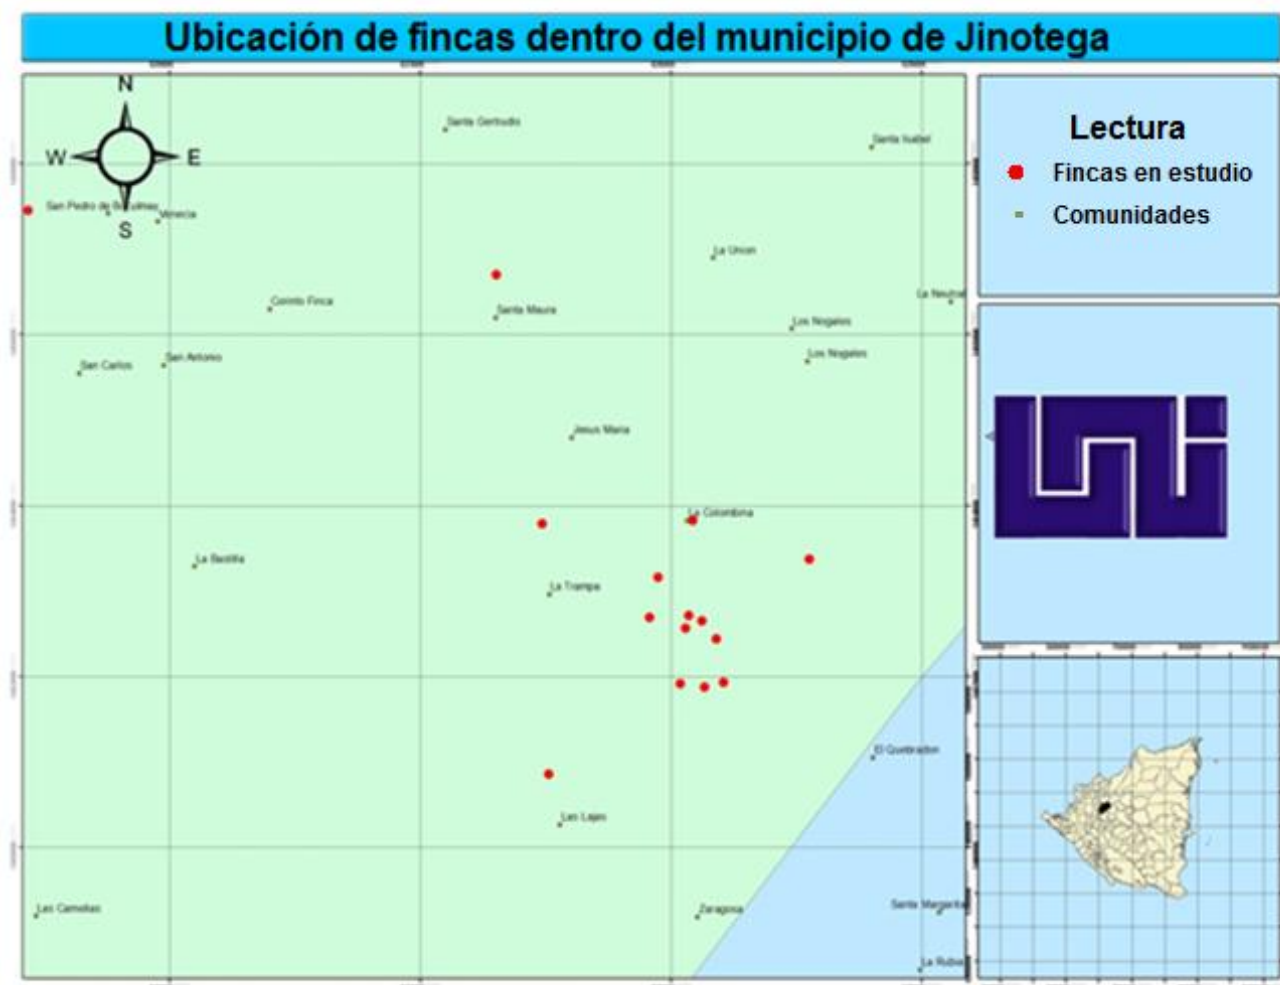 Ubicación de fincas dentro del municipio de Jinotega
N
W
E
S
Santa Gertrudis
Santa Isabel
San Pedro de
Venecia
La Union
La Neutral
Corinto Finca
Santa Maura
Los Nogales
Los Nogales
San Carlos
San Antonio
Jesus Maria
La Colombina
La Bastilla
La Trampa
El Quebradon
Las Lajas
Las Camelias
Zaragosa
Santa Margarita
La Rubia
Lectura
Fincas en estudio
Comunidades